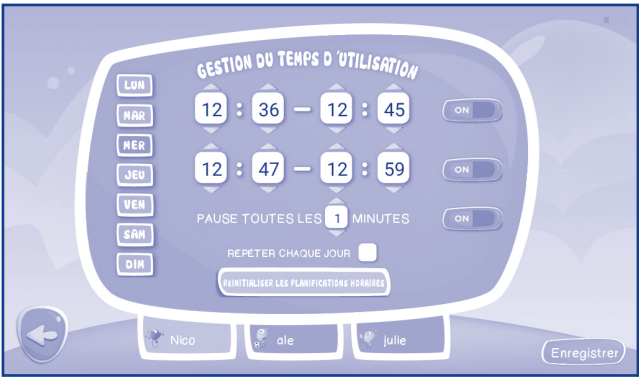 GESTION DU TEMPS D'UTILISATION
LUN
MAR
MER
JEU
VEN
SAM
DIM
12 : 36 – 12 : 45 ON
12 : 47 – 12 : 59 ON
PAUSE TOUTES LES 1 MINUTES ON
RÉPÉTER CHAQUE JOUR
RÉINITIALISER LES PLANIFICATIONS HORAIRES
Nico
ale
julie
Enregistrer